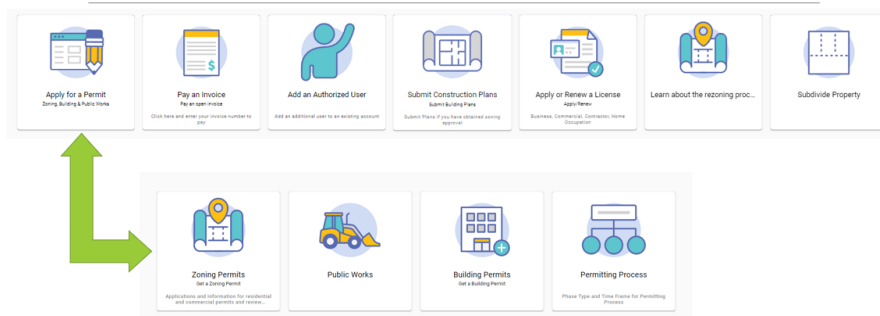 Apply for a Permit
Zoning, Building & Public Works
Pay an Invoice
Pay an open invoice
Click here and enter your invoice number to
pay
Add an Authorized User
Add an additional user to an existing account
Submit Construction Plans
Submit Building Plans
Submit Plans if you have obtained zoning
approval
Apply or Renew a License
Apply/Renew
Business, Commercial, Contractor, Home
Occupation
Learn about the rezoning proc...
Subdivide Property
Zoning Permits
Get a Zoning Permit
Applications and information for residential
and commercial permits and review...
Public Works
Building Permits
Get a Building Permit
Permitting Process
Phase Type and Time Frame for Permitting
Process